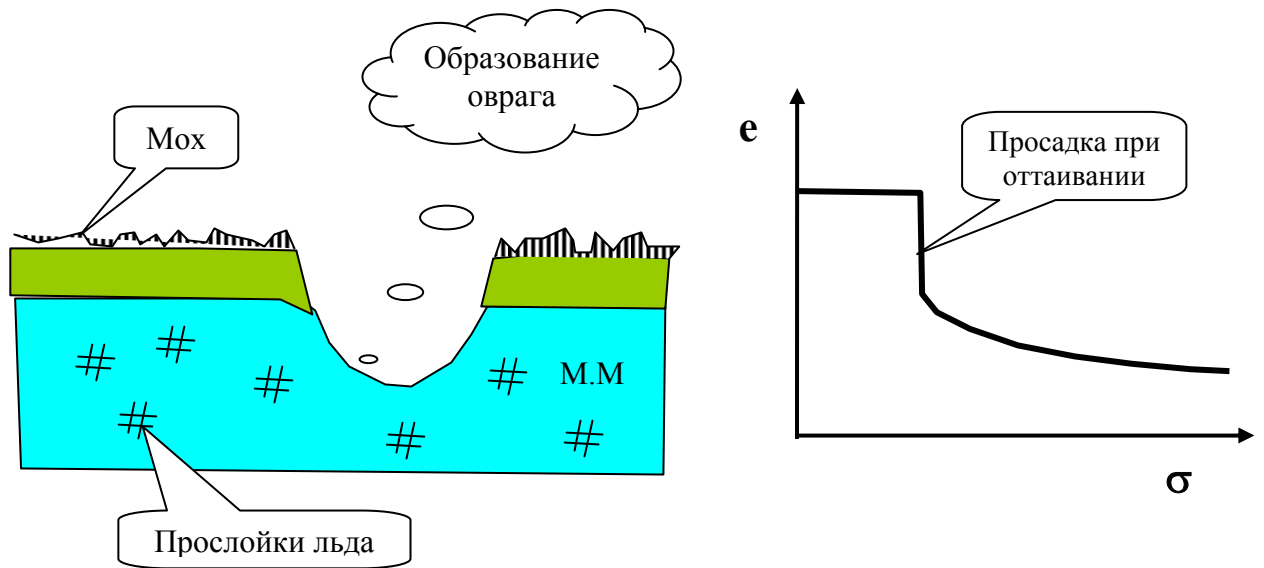 Образование
оврага
Мох
е
Просадка при
оттаивании
М.М
σ
Прослойки льда